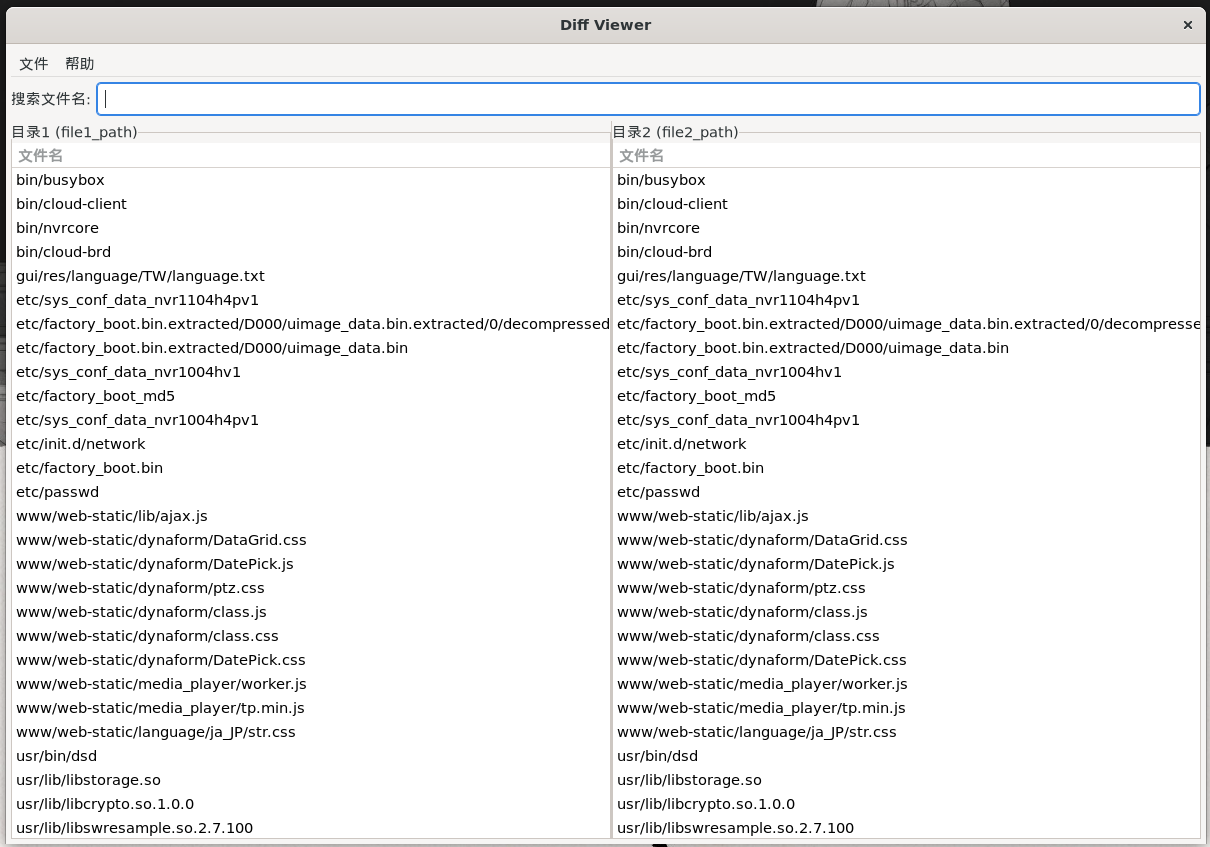 Diff Viewer
×
文件 帮助
搜索文件名:
目录1 (file1_path)
文件名
bin/busybox
bin/cloud-client
bin/nvrcore
bin/cloud-brd
gui/res/language/TW/language.txt
etc/sys_conf_data_nvr1104h4pv1
etc/factory_boot.bin.extracted/D000/uimage_data.bin.extracted/0/decompressed
etc/factory_boot.bin.extracted/D000/uimage_data.bin
etc/sys_conf_data_nvr1004hv1
etc/factory_boot_md5
etc/sys_conf_data_nvr1004h4pv1
etc/init.d/network
etc/factory_boot.bin
etc/passwd
www/web-static/lib/ajax.js
www/web-static/dynaform/DataGrid.css
www/web-static/dynaform/DatePick.js
www/web-static/dynaform/ptz.css
www/web-static/dynaform/class.js
www/web-static/dynaform/class.css
www/web-static/dynaform/DatePick.css
www/web-static/media_player/worker.js
www/web-static/media_player/tp.min.js
www/web-static/language/ja_JP/str.css
usr/bin/dsd
usr/lib/libstorage.so
usr/lib/libcrypto.so.1.0.0
usr/lib/libswresample.so.2.7.100
目录2 (file2_path)
文件名
bin/busybox
bin/cloud-client
bin/nvrcore
bin/cloud-brd
gui/res/language/TW/language.txt
etc/sys_conf_data_nvr1104h4pv1
etc/factory_boot.bin.extracted/D000/uimage_data.bin.extracted/0/decompresse
etc/factory_boot.bin.extracted/D000/uimage_data.bin
etc/sys_conf_data_nvr1004hv1
etc/factory_boot_md5
etc/sys_conf_data_nvr1004h4pv1
etc/init.d/network
etc/factory_boot.bin
etc/passwd
www/web-static/lib/ajax.js
www/web-static/dynaform/DataGrid.css
www/web-static/dynaform/DatePick.js
www/web-static/dynaform/ptz.css
www/web-static/dynaform/class.js
www/web-static/dynaform/class.css
www/web-static/dynaform/DatePick.css
www/web-static/media_player/worker.js
www/web-static/media_player/tp.min.js
www/web-static/language/ja_JP/str.css
usr/bin/dsd
usr/lib/libstorage.so
usr/lib/libcrypto.so.1.0.0
usr/lib/libswresample.so.2.7.100